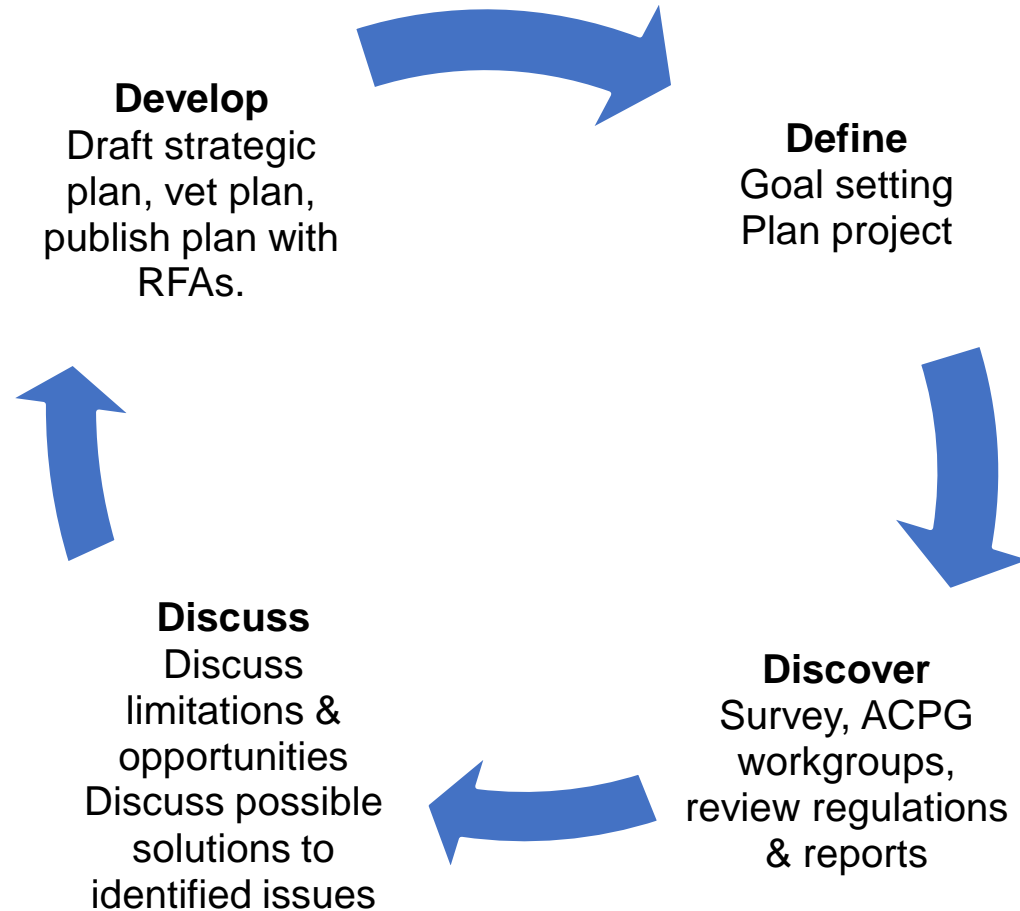 Develop
Draft strategic
plan, vet plan,
publish plan with
RFAs.
Define
Goal setting
Plan project
Discover
Survey, ACPG
workgroups,
review regulations
& reports
Discuss
Discuss
limitations &
opportunities
Discuss possible
solutions to
identified issues